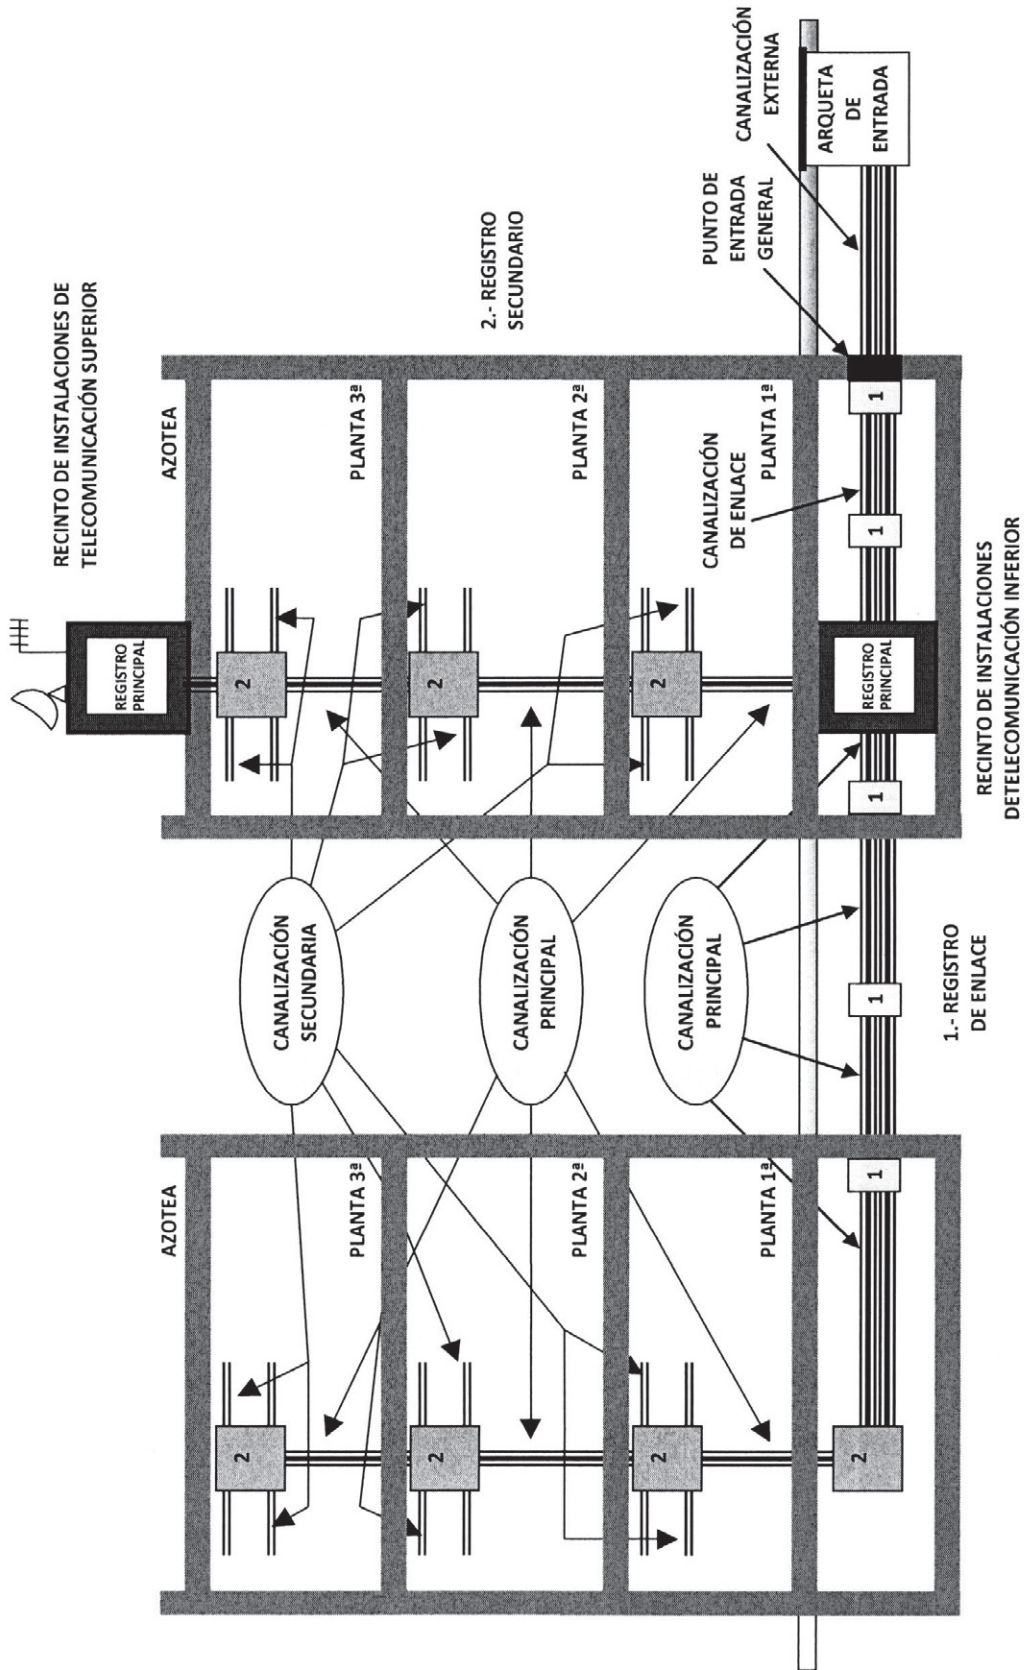 RECINTO DE INSTALACIONES DE
TELECOMUNICACIÓN SUPERIOR
REGISTRO
PRINCIPAL
AZOTEA
AZOTEA
2
2
CANALIZACIÓN
SECUNDARIA
PLANTA 3ª
PLANTA 3ª
2.- REGISTRO
SECUNDARIO
2
2
CANALIZACIÓN
PRINCIPAL
PLANTA 2ª
PLANTA 2ª
2
2
CANALIZACIÓN
PRINCIPAL
CANALIZACIÓN
DE ENLACE
PLANTA 1ª
PLANTA 1ª
PUNTO DE
ENTRADA
GENERAL
CANALIZACIÓN
EXTERNA
2
1
1
1
REGISTRO
PRINCIPAL
1
1
ARQUETA
DE
ENTRADA
1.- REGISTRO
DE ENLACE
RECINTO DE INSTALACIONES
DETELECOMUNICACIÓN INFERIOR